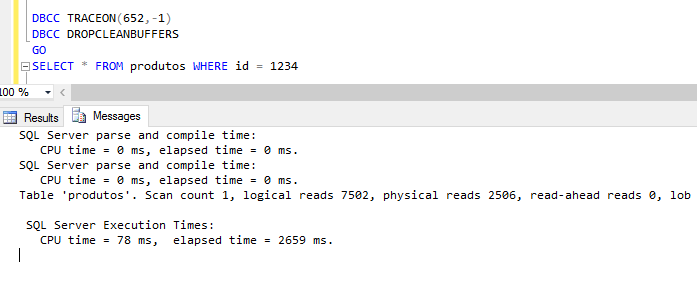 DBCC TRACEON(652,-1)
DBCC DROPCLEANBUFFERS
GO
SELECT * FROM produtos WHERE id = 1234
100 %
Results Messages
SQL Server parse and compile time:
CPU time = 0 ms, elapsed time = 0 ms.
SQL Server parse and compile time:
CPU time = 0 ms, elapsed time = 0 ms.
Table 'produtos'. Scan count 1, logical reads 7502, physical reads 2506, read-ahead reads 0, lob
SQL Server Execution Times:
CPU time = 78 ms,  elapsed time = 2659 ms.